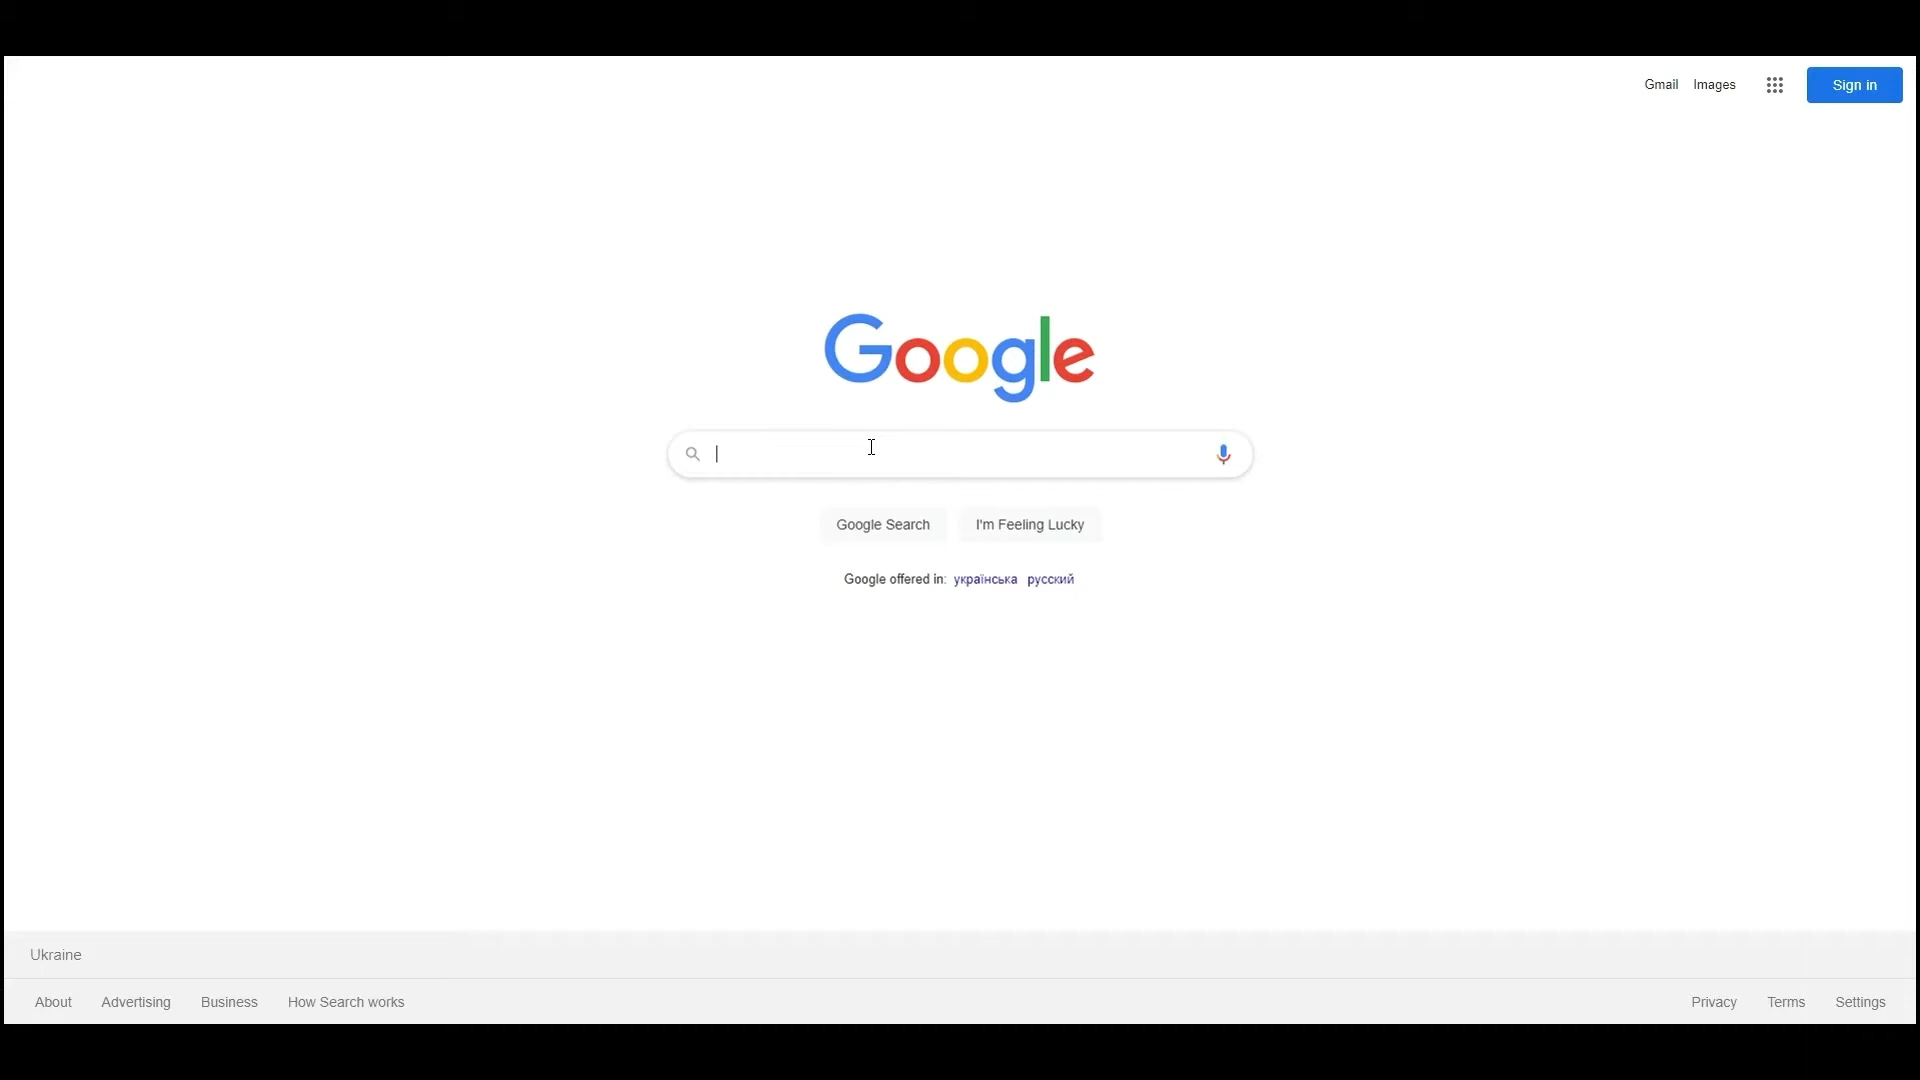 Gmail Images Sign in
Google
Google Search I'm Feeling Lucky
Google offered in: українська русский
Ukraine
About Advertising Business How Search works Privacy Terms Settings